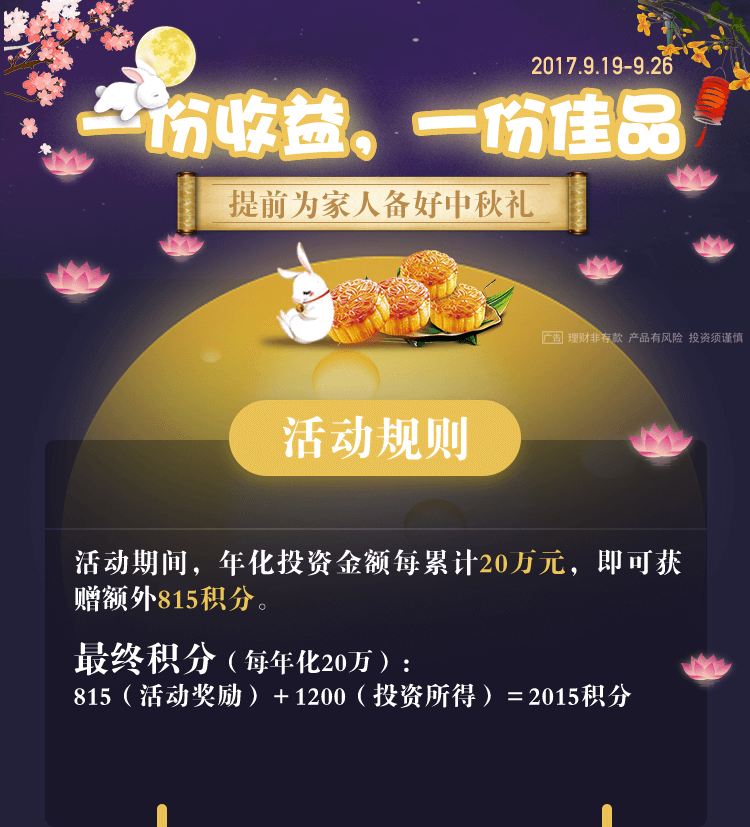 2017.9.19-9.26
一份收益，一份佳品
提前为家人备好中秋礼
广告 理财非存款 产品有风险 投资须谨慎
活动规则
活动期间，年化投资金额每累计20万元，即可获
赠额外815积分。
最终积分（每年化20万）：
815（活动奖励）＋1200（投资所得）＝2015积分